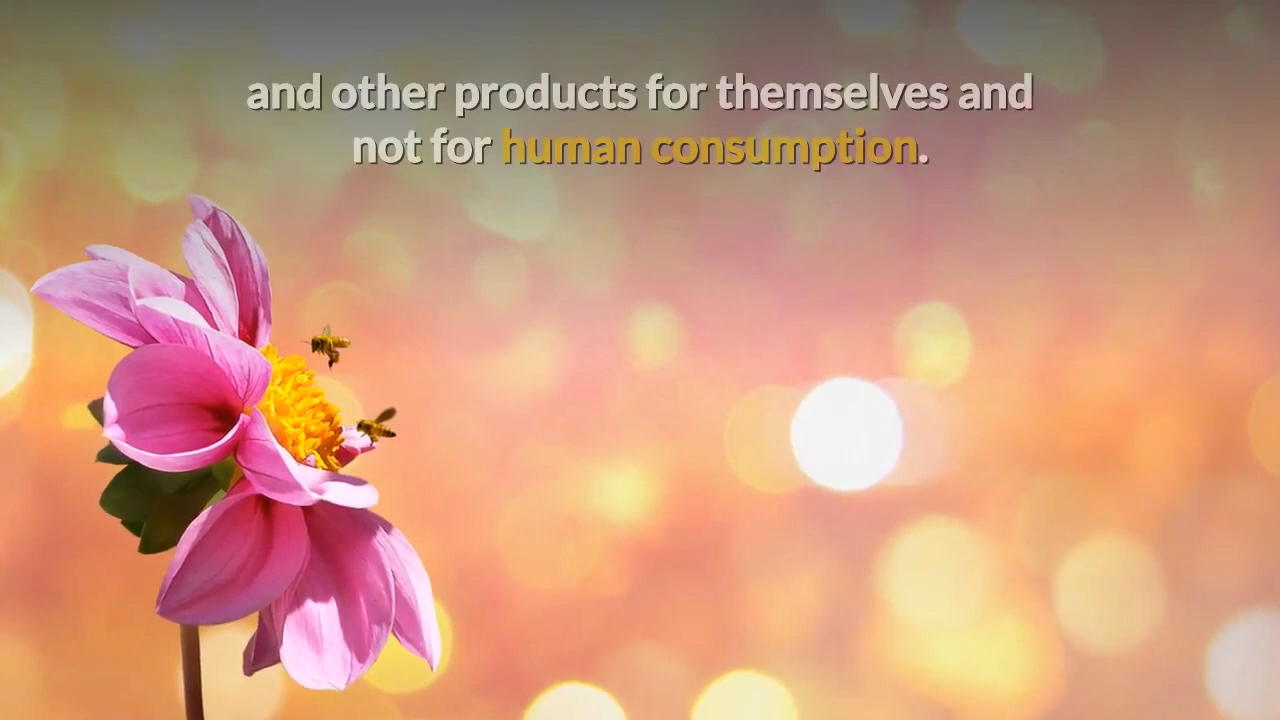 and other products for themselves and
not for human consumption.